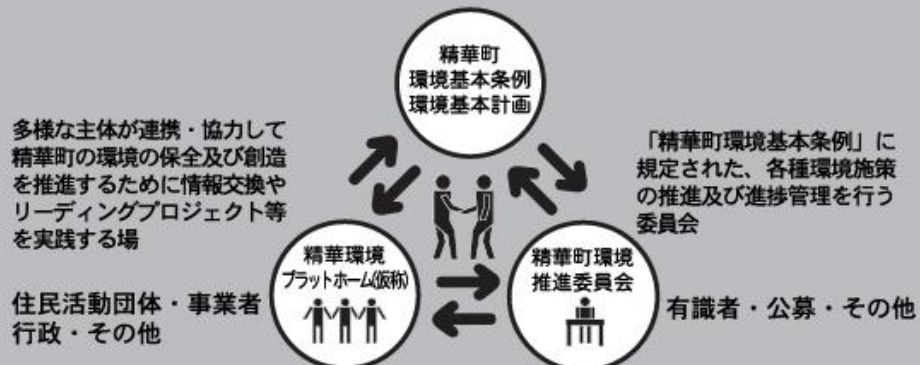 精華町
環境基本条例
環境基本計画
多様な主体が連携・協力して
精華町の環境の保全及び創造
を推進するために情報交換や
リーディングプロジェクト等
を実践する場
「精華町環境基本条例」に
規定された、各種環境施策
の推進及び進捗管理を行う
委員会
精華環境
プラットホーム(仮称)
精華町環境
推進委員会
住民活動団体・事業者
行政・その他
有識者・公募・その他